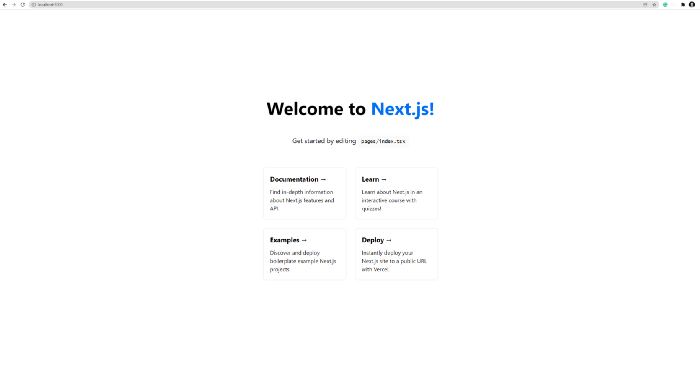 localhost:3000
Welcome to Next.js!
Get started by editing pages/index.tsx
Documentation →
Find in-depth information
about Next.js features and
API.
Learn →
Learn about Next.js in an
interactive course with
quizzes!
Examples →
Discover and deploy
boilerplate example Next.js
projects.
Deploy →
Instantly deploy your
Next.js site to a public URL
with Vercel.